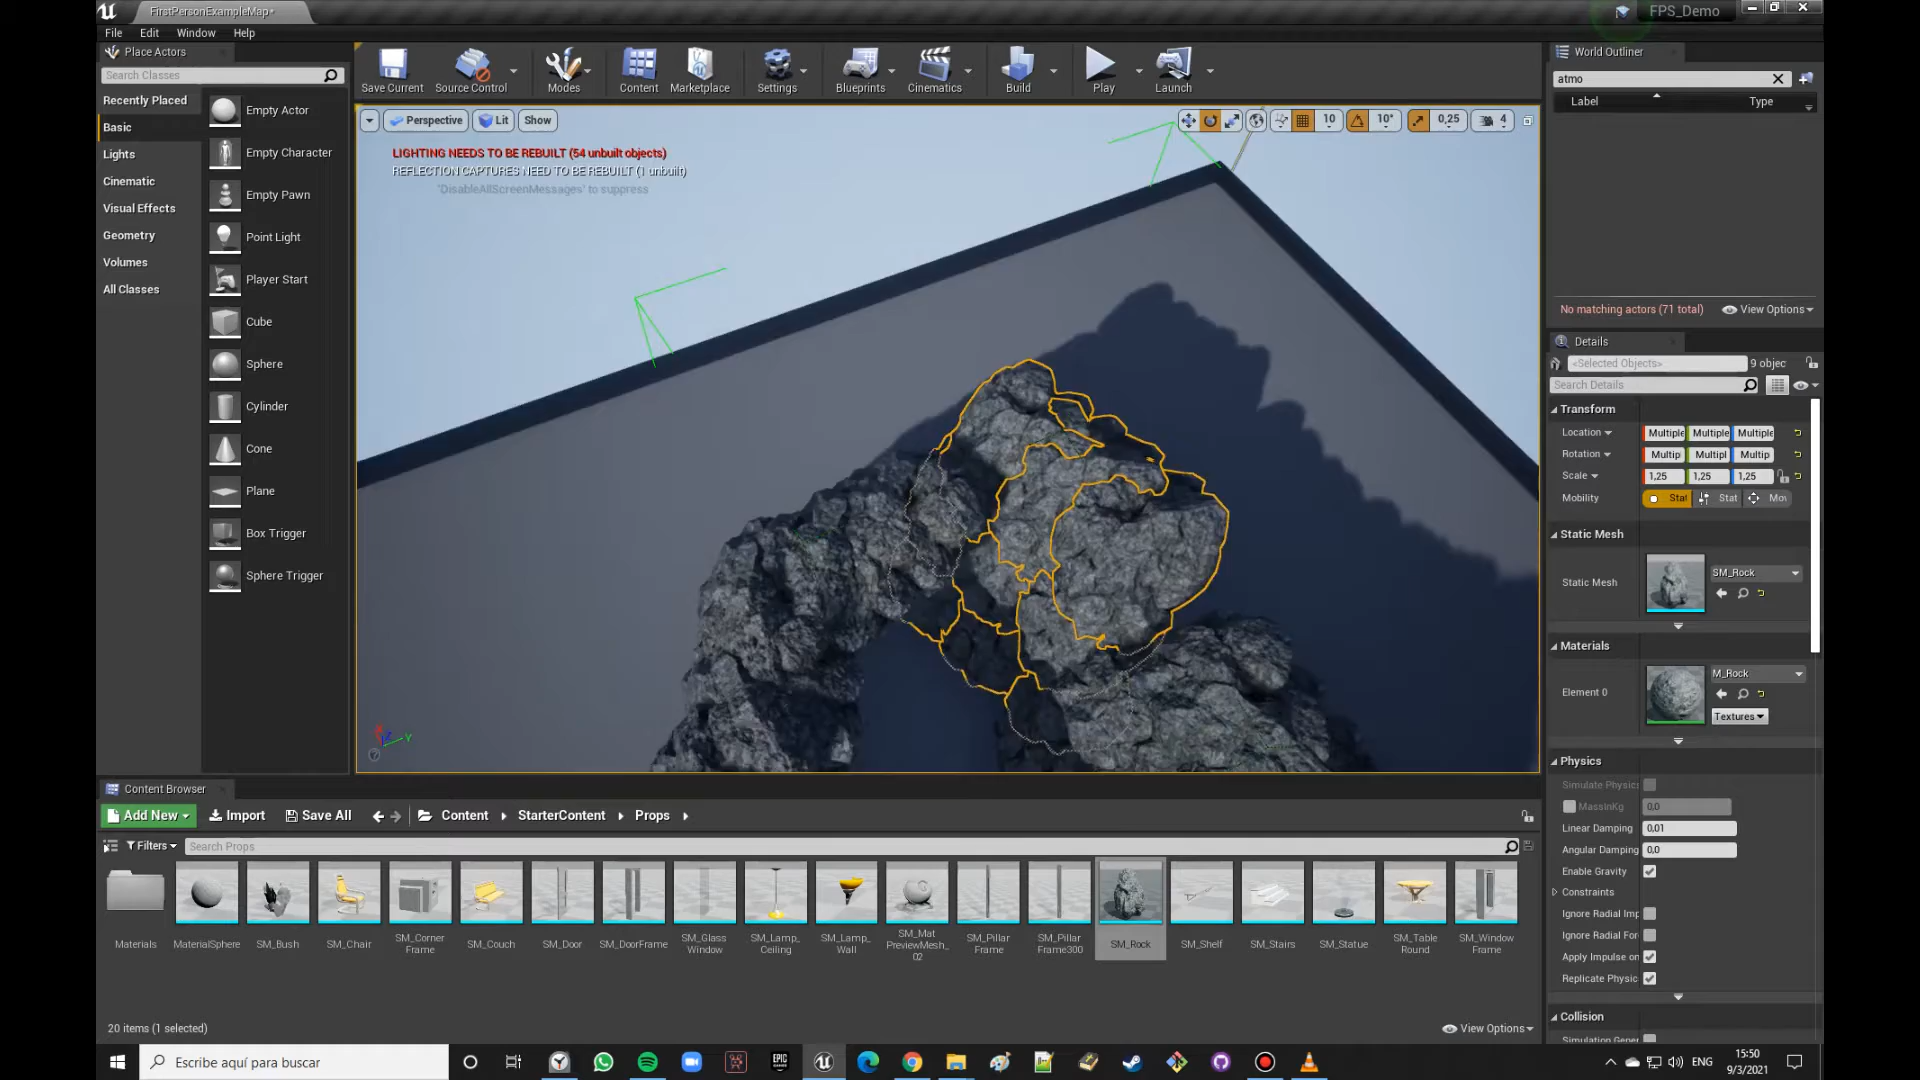 FirstPersonExampleMap*
FPS_Demo
File Edit Window Help
Place Actors
Search Classes
Recently Placed
Basic
Lights
Cinematic
Visual Effects
Geometry
Volumes
All Classes
Empty Actor
Empty Character
Empty Pawn
Point Light
Player Start
Cube
Sphere
Cylinder
Cone
Plane
Box Trigger
Sphere Trigger
Save Current Source Control Modes Content Marketplace Settings Blueprints Cinematics Build Play Launch
Perspective Lit Show
10 10° 0,25 4
LIGHTING NEEDS TO BE REBUILT (54 unbuilt objects)
REFLECTION CAPTURES NEED TO BE REBUILT (1 unbuilt)
'DisableAllScreenMessages' to suppress
Y
World Outliner
atmo
Label Type
No matching actors (71 total) View Options
Details
<Selected Objects> 9 objec
Search Details
Transform
Location Multiple Multiple Multiple
Rotation Multip Multipl Multip
Scale 1,25 1,25 1,25
Mobility Stat Stat Mov
Static Mesh
Static Mesh SM_Rock
Materials
Element 0 M_Rock
Textures
Physics
Simulate Physics
MassInKg 0,0
Linear Damping 0,01
Angular Damping 0,0
Enable Gravity
Constraints
Ignore Radial Imp
Ignore Radial For
Apply Impulse on
Replicate Physic
Collision
Simulation Gener
Content Browser
Add New Import Save All Content StarterContent Props
Filters Search Props
Materials
MaterialSphere
SM_Bush
SM_Chair
SM_Corner
Frame
SM_Couch
SM_Door
SM_DoorFrame
SM_Glass
Window
SM_Lamp_
Ceiling
SM_Lamp_
Wall
SM_Mat
PreviewMesh_
02
SM_Pillar
Frame
SM_Pillar
Frame300
SM_Rock
SM_Shelf
SM_Stairs
SM_Statue
SM_Table
Round
SM_Window
Frame
20 items (1 selected) View Options
Escribe aquí para buscar
EPIC
GAMES
ENG
15:50
9/3/2021